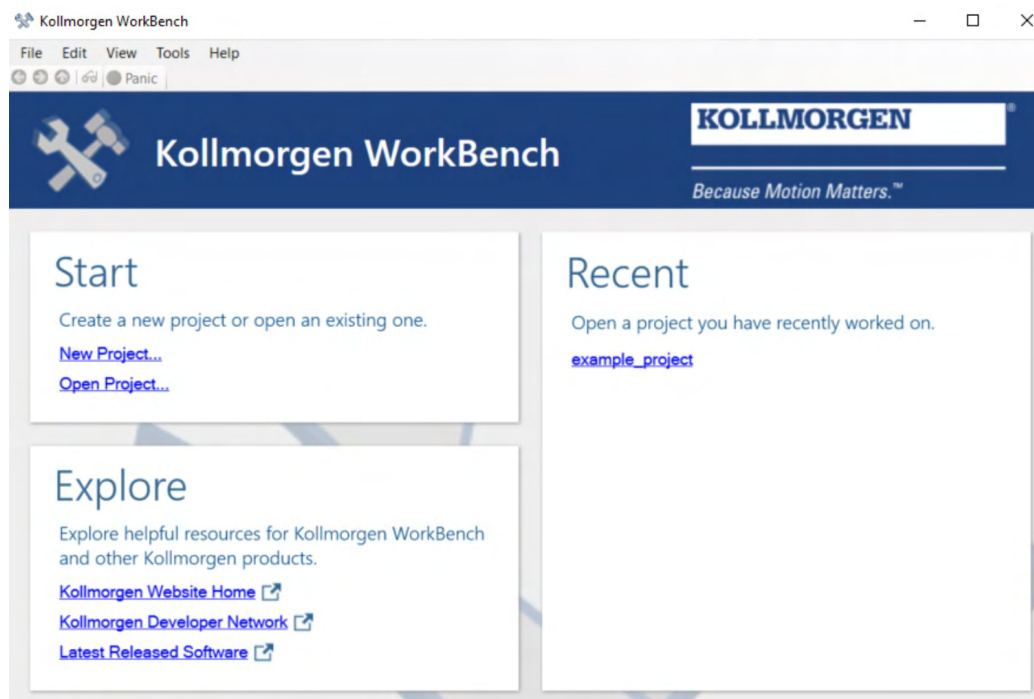 Kollmorgen WorkBench
File Edit View Tools Help
Panic
Kollmorgen WorkBench
KOLLMORGEN®
Because Motion Matters.™
Start
Create a new project or open an existing one.
New Project...
Open Project...
Explore
Explore helpful resources for Kollmorgen WorkBench
and other Kollmorgen products.
Kollmorgen Website Home
Kollmorgen Developer Network
Latest Released Software
Recent
Open a project you have recently worked on.
example_project